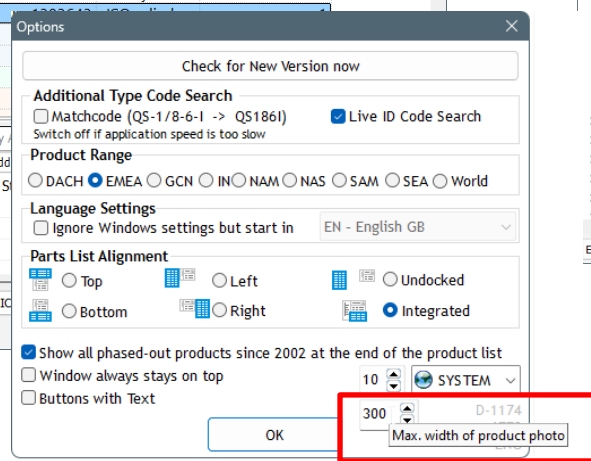 Options
Check for New Version now
Additional Type Code Search
Matchcode (QS-1/8-6-I -> QS186I)
Live ID Code Search
Switch off if application speed is too slow
Product Range
DACH EMEA GCN IN NAM NAS SAM SEA World
Language Settings
Ignore Windows settings but start in
EN - English GB
Parts List Alignment
Top Left Undocked
Bottom Right Integrated
Show all phased-out products since 2002 at the end of the product list
Window always stays on top
10 SYSTEM
Buttons with Text
300 D-1174
OK
Max. width of product photo